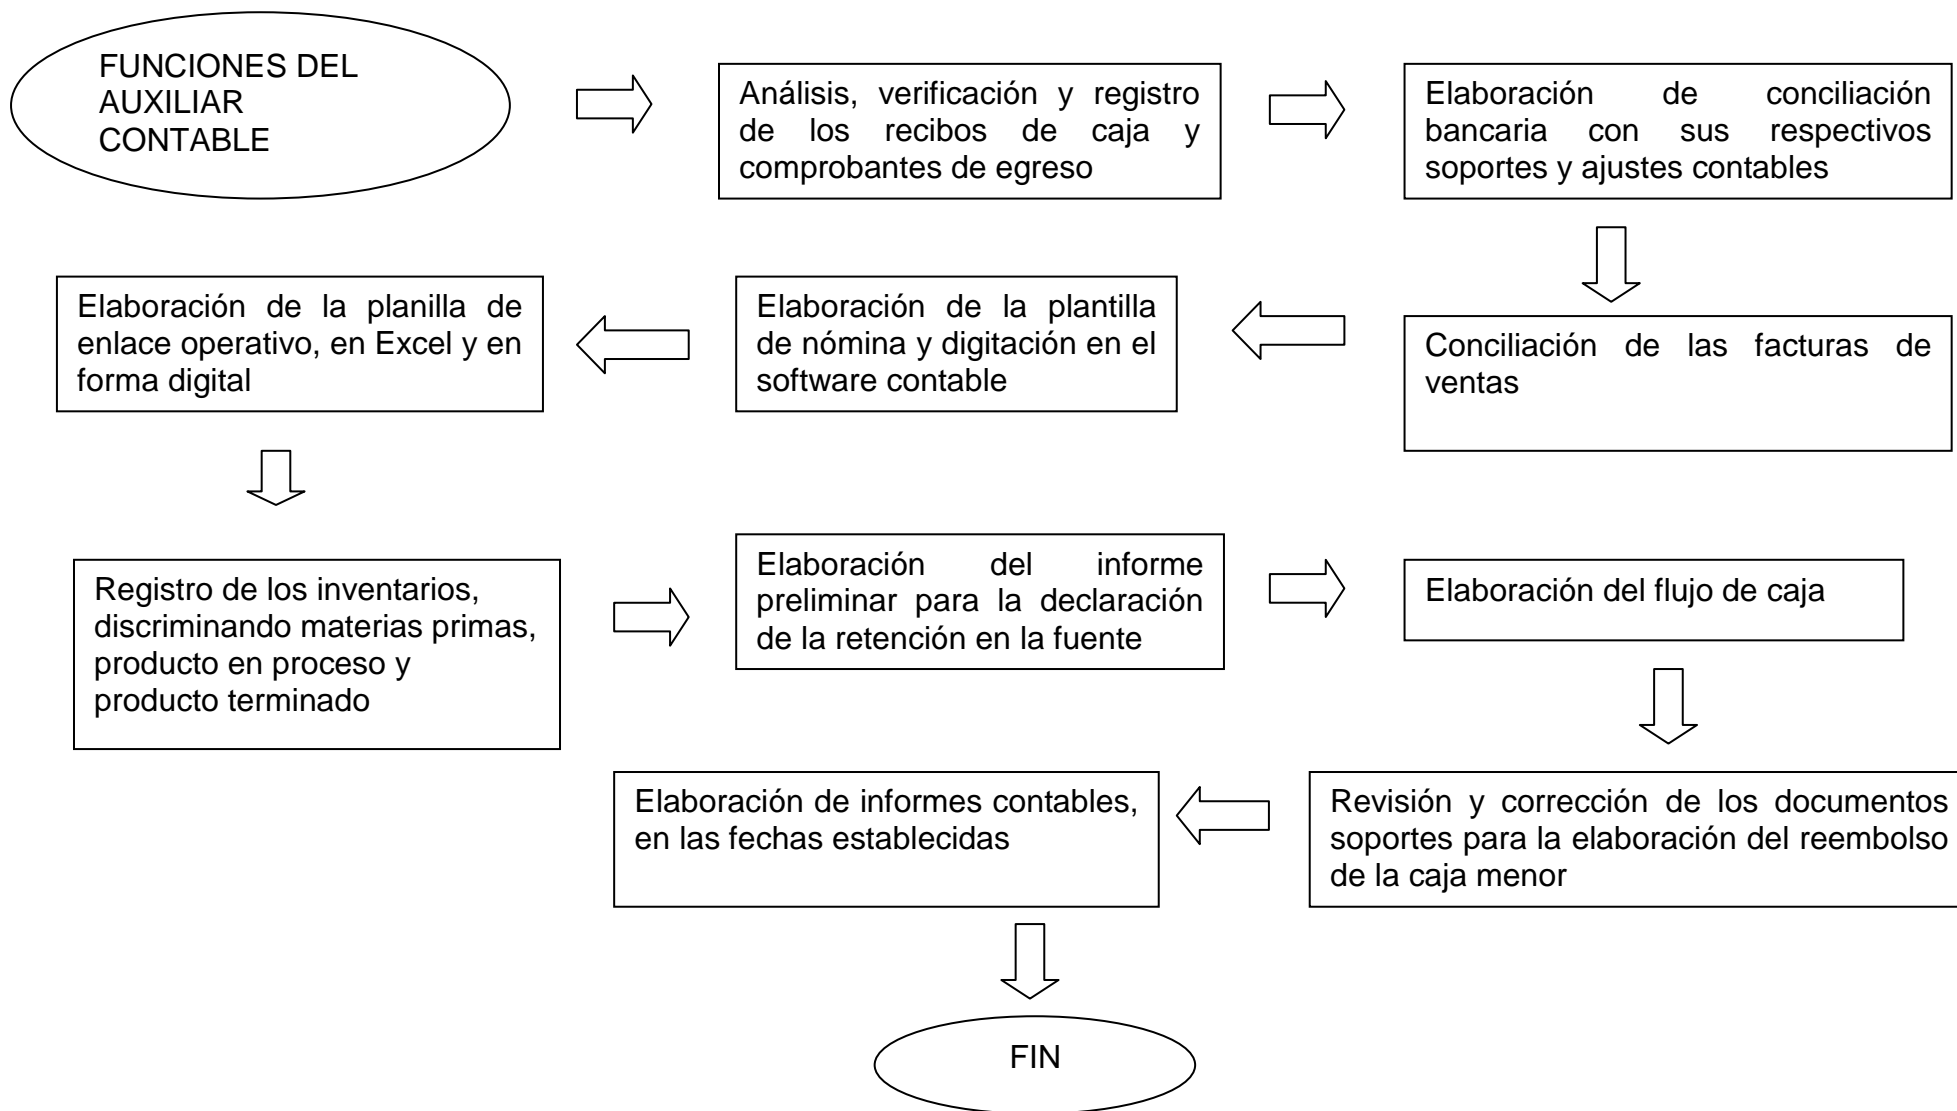 FUNCIONES DEL
AUXILIAR
CONTABLE
Análisis, verificación y registro
de los recibos de caja y
comprobantes de egreso
Elaboración de conciliación
bancaria con sus respectivos
soportes y ajustes contables
Conciliación de las facturas de
ventas
Elaboración de la plantilla
de nómina y digitación en el
software contable
Elaboración de la planilla de
enlace operativo, en Excel y en
forma digital
Registro de los inventarios,
discriminando materias primas,
producto en proceso y
producto terminado
Elaboración del informe
preliminar para la declaración
de la retención en la fuente
Elaboración del flujo de caja
Revisión y corrección de los documentos
soportes para la elaboración del reembolso
de la caja menor
Elaboración de informes contables,
en las fechas establecidas
FIN